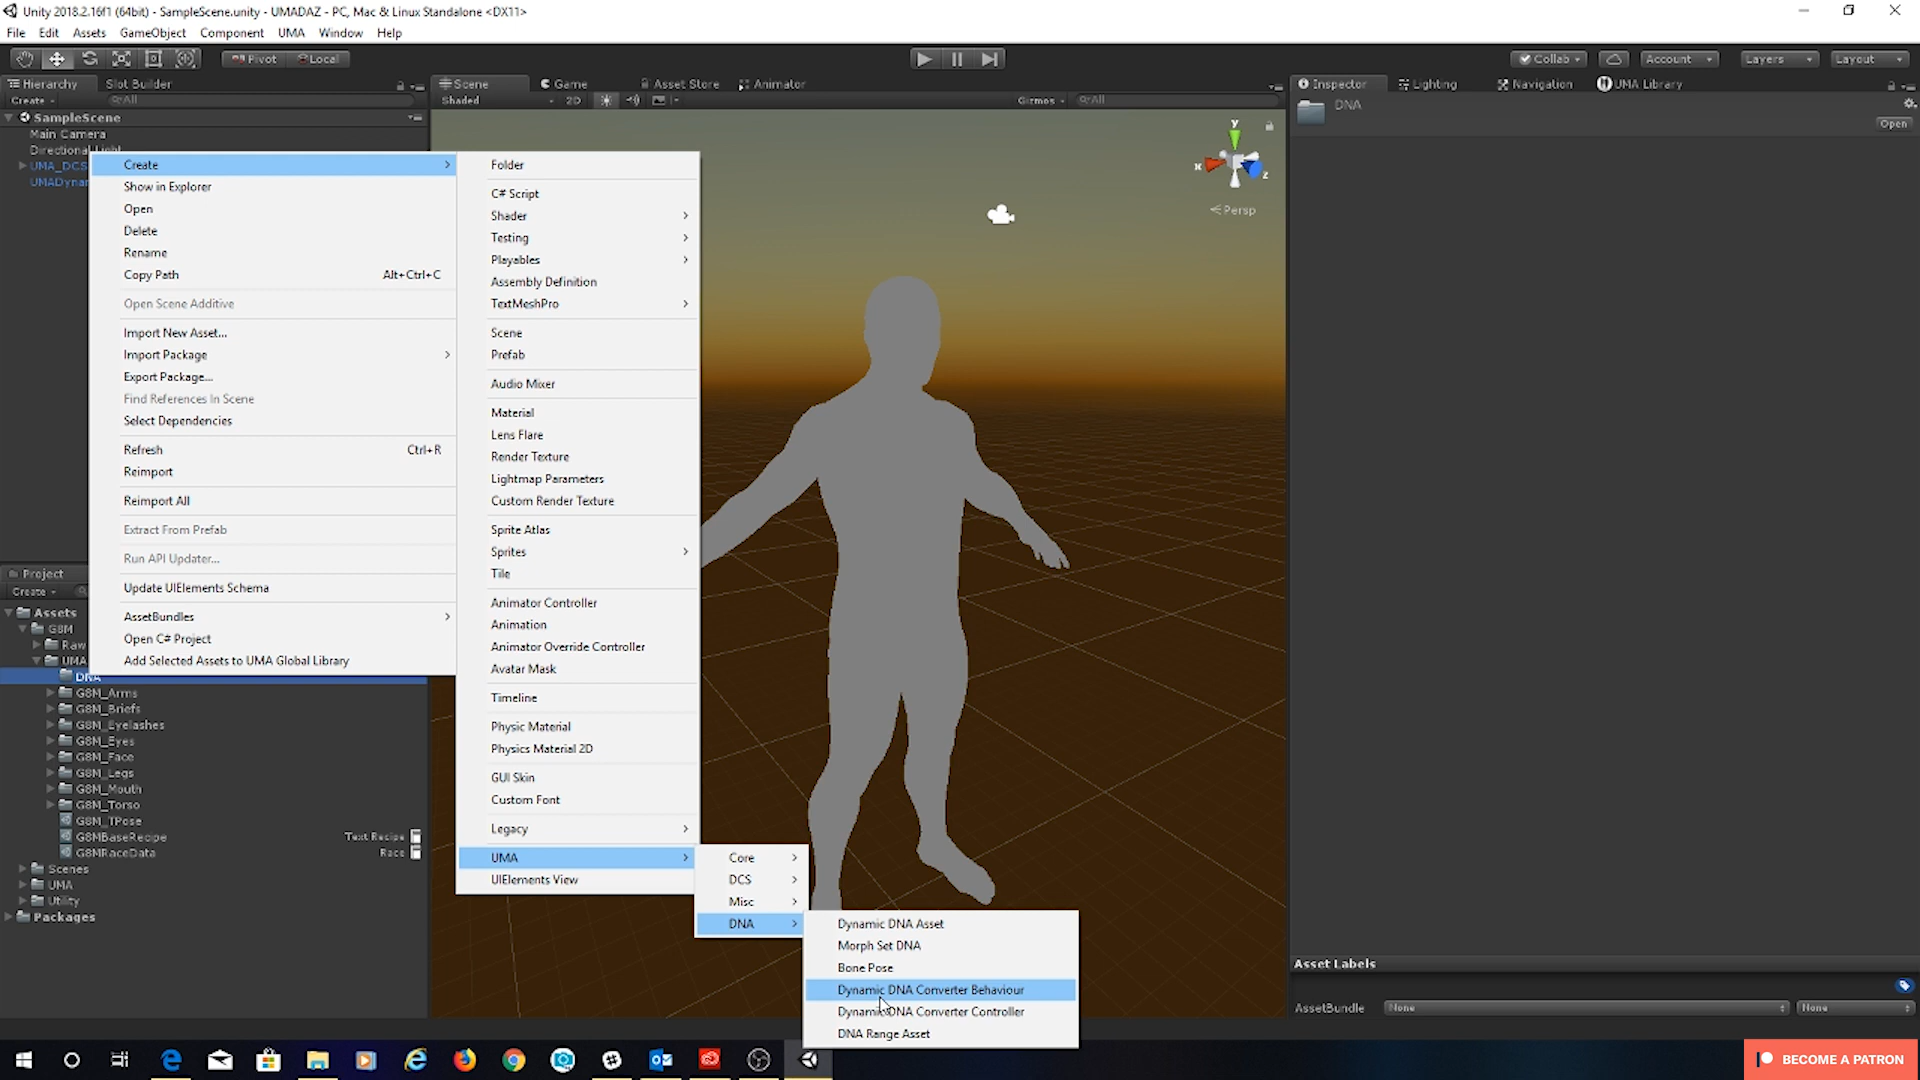 Unity 2018.2.16f1 (64bit) - SampleScene.unity - UMADAZ - PC, Mac & Linux Standalone <DX11>
File Edit Assets GameObject Component UMA Window Help
Pivot Local Collab Account Layers Layout
Hierarchy Slot Builder Scene Game Asset Store Animator Inspector Lighting Navigation UMA Library
Create All Shaded 2D Gizmos All
DNA
Open
SampleScene
Main Camera
Directional Light
UMA_DCS
UMADynan
Create
Show in Explorer
Open
Delete
Rename
Copy Path Alt+Ctrl+C
Open Scene Additive
Import New Asset...
Import Package
Export Package...
Find References In Scene
Select Dependencies
Refresh Ctrl+R
Reimport
Reimport All
Extract From Prefab
Run API Updater...
Update UIElements Schema
AssetBundles
Open C# Project
Add Selected Assets to UMA Global Library
Folder
C# Script
Shader
Testing
Playables
Assembly Definition
TextMeshPro
Scene
Prefab
Audio Mixer
Material
Lens Flare
Render Texture
Lightmap Parameters
Custom Render Texture
Sprite Atlas
Sprites
Tile
Animator Controller
Animation
Animator Override Controller
Avatar Mask
Timeline
Physic Material
Physics Material 2D
GUI Skin
Custom Font
Legacy
UMA
UIElements View
Core
DCS
Misc
DNA
Dynamic DNA Asset
Morph Set DNA
Bone Pose
Dynamic DNA Converter Behaviour
Dynamic DNA Converter Controller
DNA Range Asset
y
x
z
Persp
Project
Create
Assets
G8M
Raw
UMA
DNA
G8M_Arms
G8M_Briefs
G8M_Eyelashes
G8M_Eyes
G8M_Face
G8M_Legs
G8M_Mouth
G8M_Torso
G8M_TPose
G8MBaseRecipe Text Recipe
G8MRaceData Race
Scenes
UMA
Utility
Packages
Asset Labels
AssetBundle None None
BECOME A PATRON